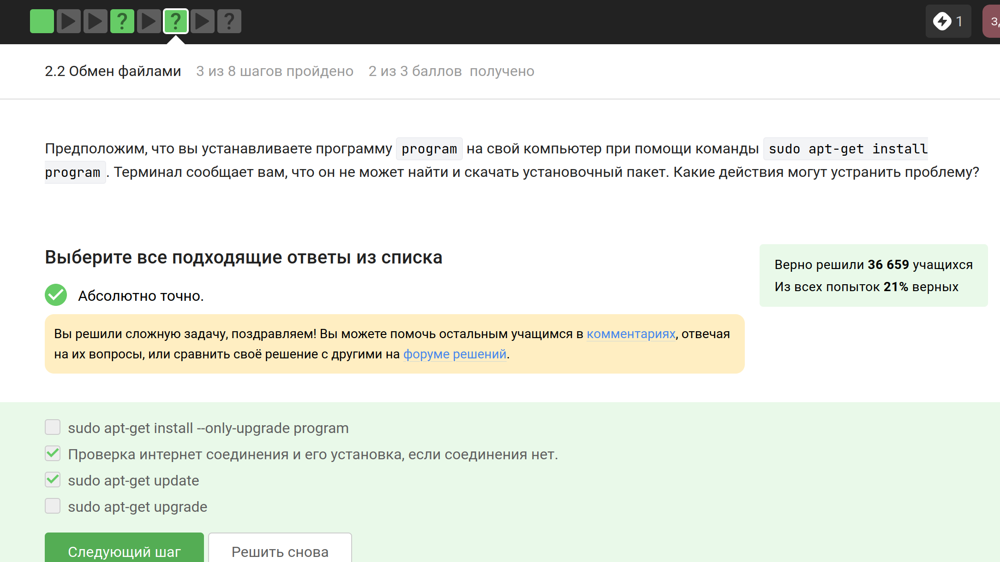 ? ? ?
1
2.2 Обмен файлами 3 из 8 шагов пройдено 2 из 3 баллов получено
Предположим, что вы устанавливаете программу program на свой компьютер при помощи команды sudo apt-get install
program . Терминал сообщает вам, что он не может найти и скачать установочный пакет. Какие действия могут устранить проблему?
Выберите все подходящие ответы из списка
Верно решили 36 659 учащихся
Из всех попыток 21% верных
Абсолютно точно.
Вы решили сложную задачу, поздравляем! Вы можете помочь остальным учащимся в комментариях, отвечая
на их вопросы, или сравнить своё решение с другими на форуме решений.
sudo apt-get install --only-upgrade program
Проверка интернет соединения и его установка, если соединения нет.
sudo apt-get update
sudo apt-get upgrade
Следующий шаг Решить снова